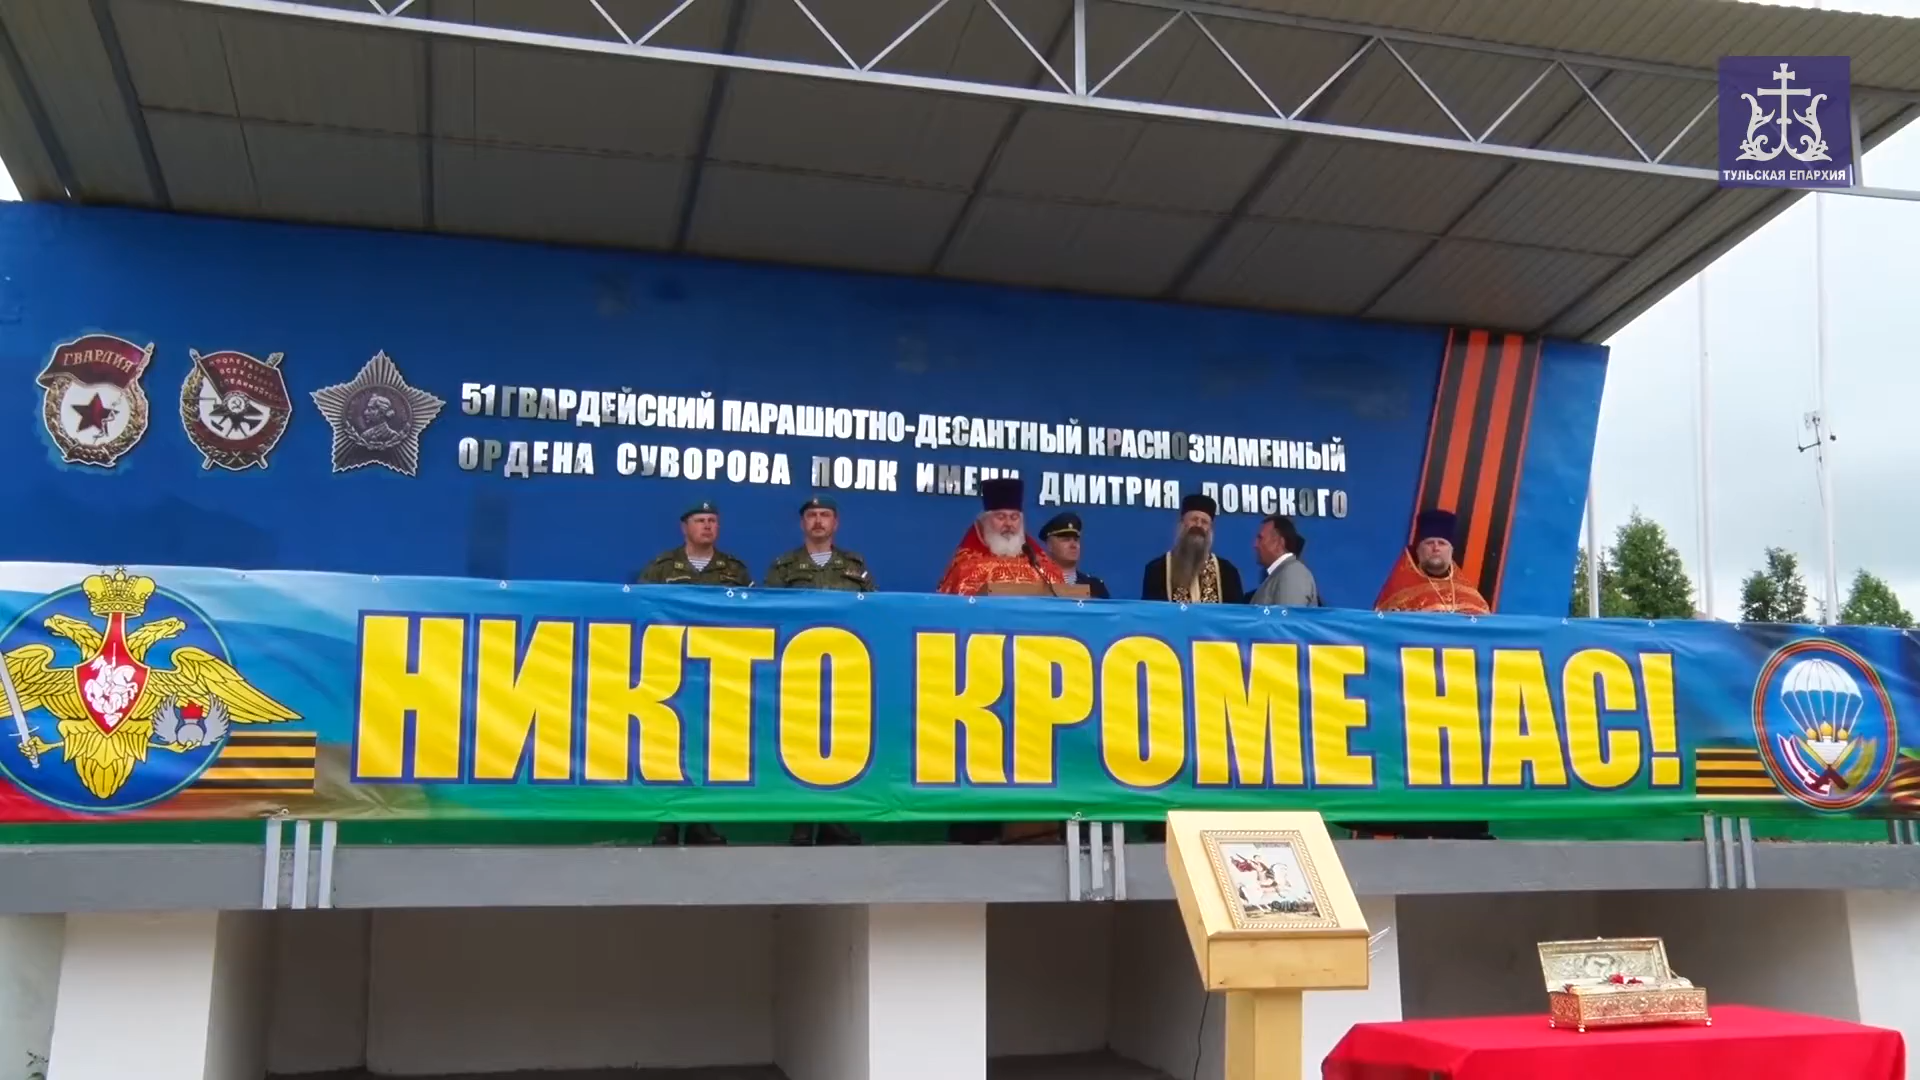 ТУЛЬСКАЯ ЕПАРХИЯ
ГВАРДИЯ
51 ГВАРДЕЙСКИЙ ПАРАШЮТНО-ДЕСАНТНЫЙ КРАСНОЗНАМЕННЫЙ
ОРДЕНА СУВОРОВА ПОЛК ИМЕНИ ДМИТРИЯ ДОНСКОГО
НИКТО КРОМЕ НАС!